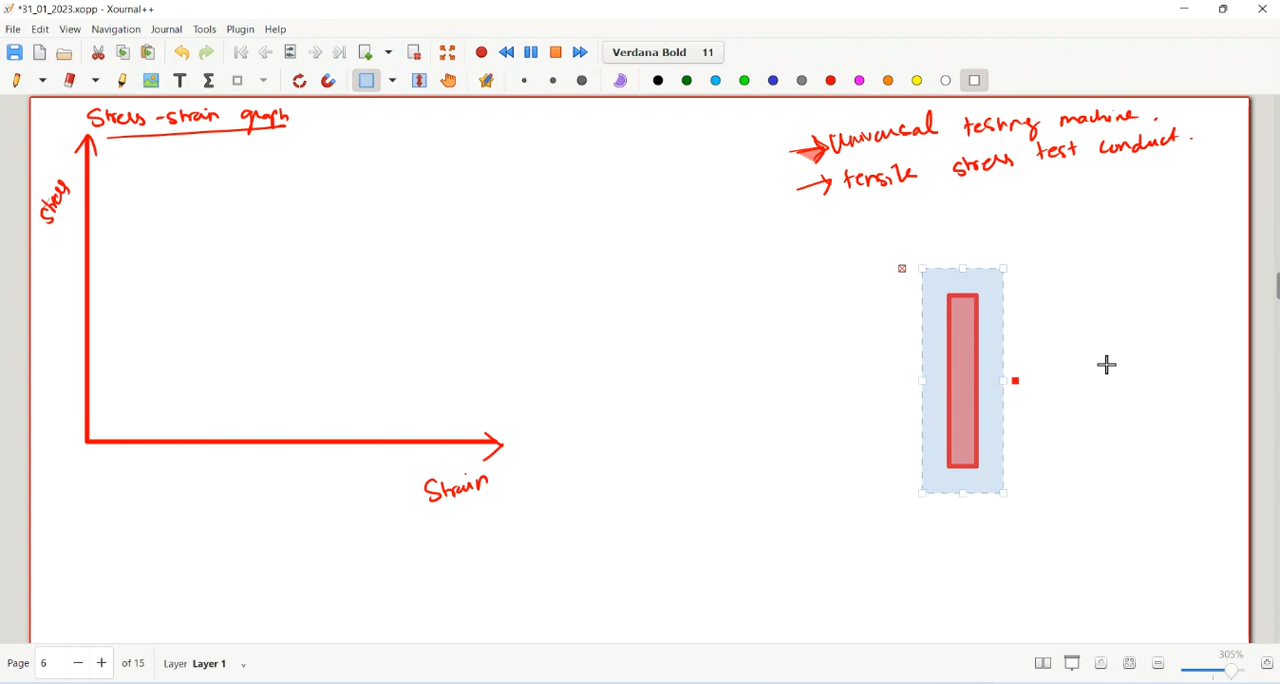 *31_01_2023.xopp - Xournal++
File Edit View Navigation Journal Tools Plugin Help
Verdana Bold 11
Stress-strain graph
Stress
Strain
→ Universal testing machine.
→ tensile stress test conduct.
Page 6 of 15 Layer Layer 1
305%